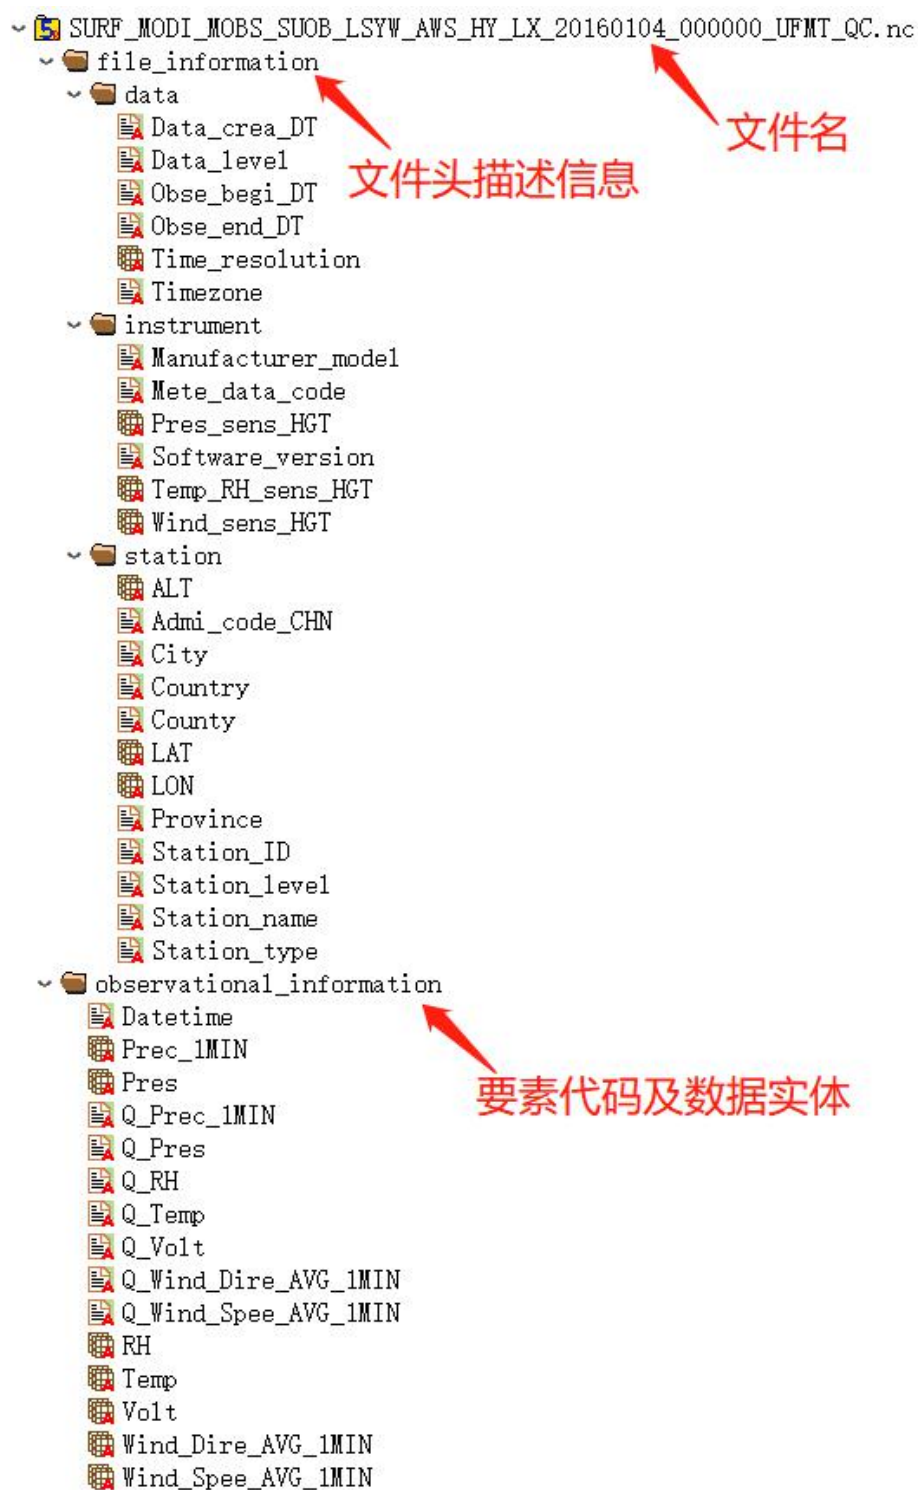 SURF_MODI_MOBS_SUOB_LSYW_AWS_HY_LX_20160104_000000_UFMT_QC.nc
file_information
文件名
data
Data_crea_DT
Data_level
文件头描述信息
Obse_begi_DT
Obse_end_DT
Time_resolution
Timezone
instrument
Manufacturer_model
Mete_data_code
Pres_sens_HGT
Software_version
Temp_RH_sens_HGT
Wind_sens_HGT
station
ALT
Admi_code_CHN
City
Country
County
LAT
LON
Province
Station_ID
Station_level
Station_name
Station_type
observational_information
Datetime
Prec_1MIN
Pres
要素代码及数据实体
Q_Prec_1MIN
Q_Pres
Q_RH
Q_Temp
Q_Volt
Q_Wind_Dire_AVG_1MIN
Q_Wind_Spee_AVG_1MIN
RH
Temp
Volt
Wind_Dire_AVG_1MIN
Wind_Spee_AVG_1MIN